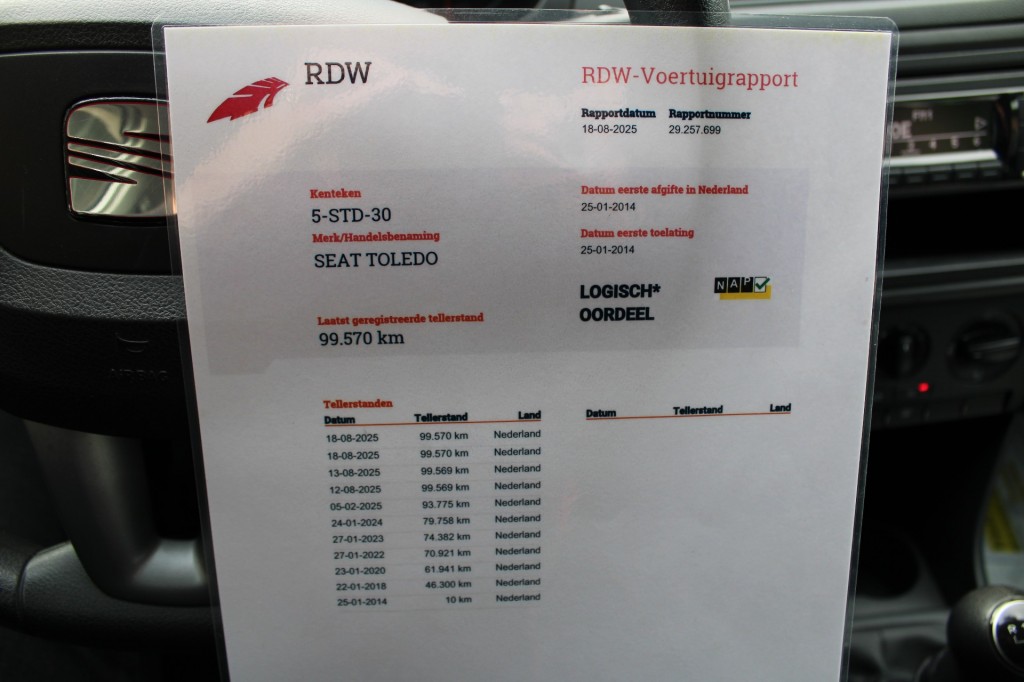 RDW
RDW-Voertuigrapport
Rapportdatum Rapportnummer
18-08-2025 29.257.699
Kenteken
5-STD-30
Merk/Handelsbenaming
SEAT TOLEDO
Laatst geregistreerde tellerstand
99.570 km
Datum eerste afgifte in Nederland
25-01-2014
Datum eerste toelating
25-01-2014
LOGISCH*
OORDEEL
NAP
Tellerstanden
Datum Tellerstand Land
18-08-2025 99.570 km Nederland
18-08-2025 99.570 km Nederland
13-08-2025 99.569 km Nederland
12-08-2025 99.569 km Nederland
05-02-2025 93.775 km Nederland
24-01-2024 79.758 km Nederland
27-01-2023 74.382 km Nederland
27-01-2022 70.921 km Nederland
23-01-2020 61.941 km Nederland
22-01-2018 46.300 km Nederland
25-01-2014 10 km Nederland
Datum Tellerstand Land
FM1
4 5 6